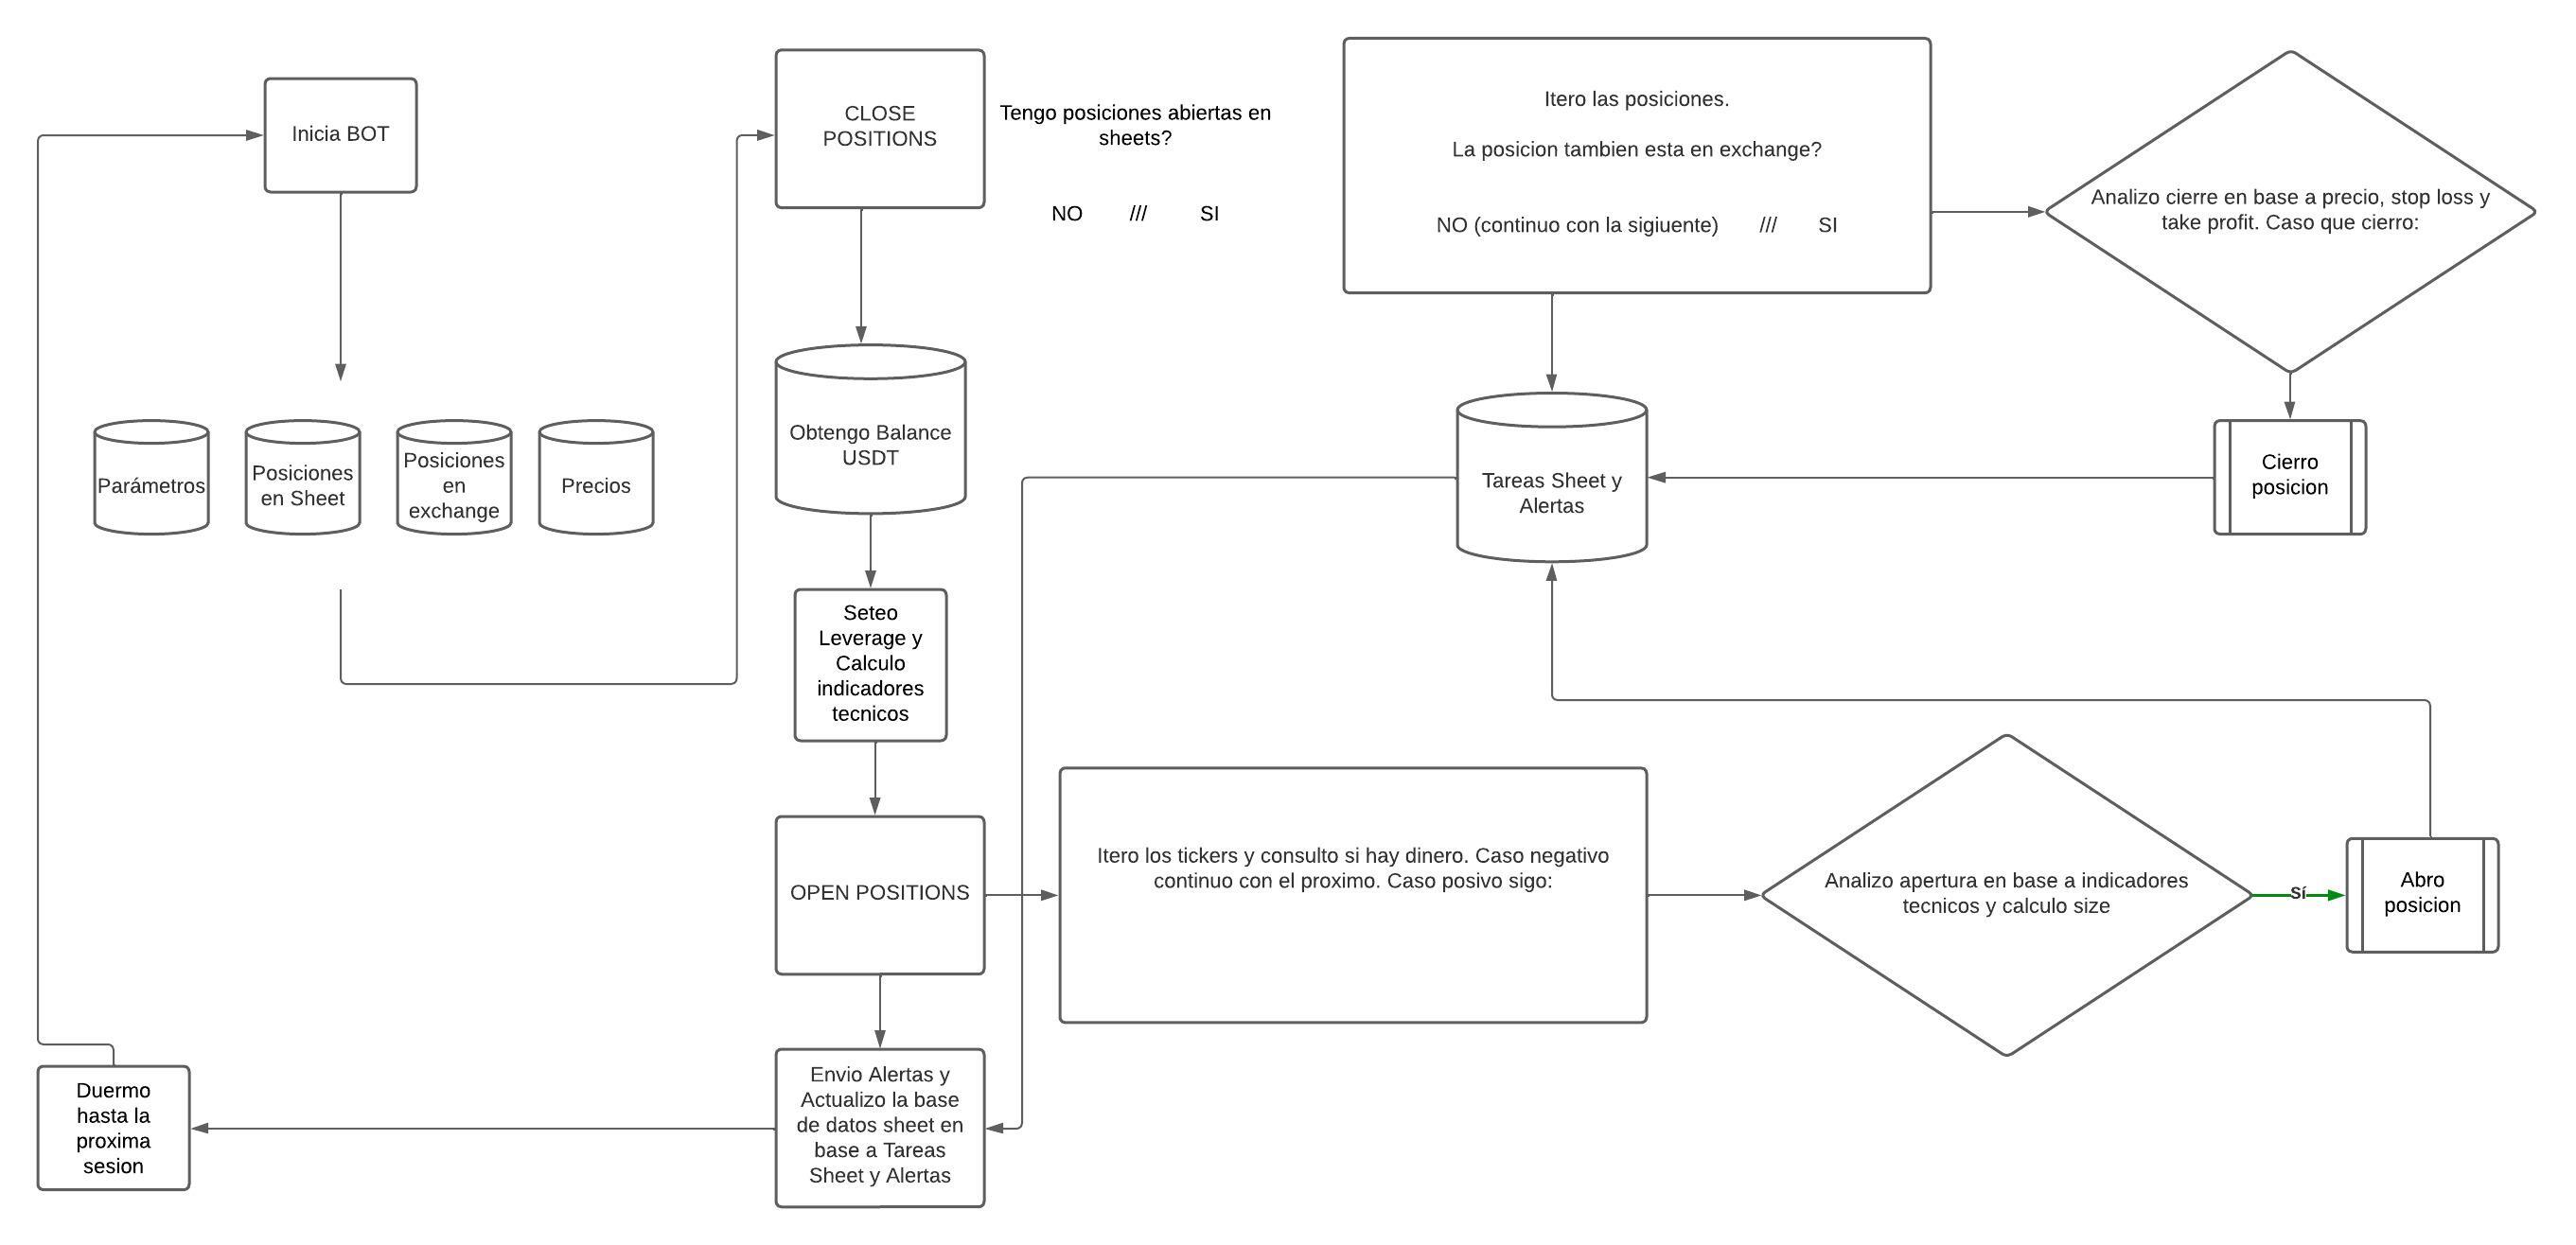 Inicia BOT
Parámetros
Posiciones
en Sheet
Posiciones
en
exchange
Precios
CLOSE
POSITIONS
Tengo posiciones abiertas en
sheets?
NO /// SI
Itero las posiciones.
La posicion tambien esta en exchange?
NO (continuo con la sigiuente) /// SI
Analizo cierre en base a precio, stop loss y
take profit. Caso que cierro:
Cierro
posicion
Tareas Sheet y
Alertas
Obtengo Balance
USDT
Seteo
Leverage y
Calculo
indicadores
tecnicos
OPEN POSITIONS
Itero los tickers y consulto si hay dinero. Caso negativo
continuo con el proximo. Caso posivo sigo:
Analizo apertura en base a indicadores
tecnicos y calculo size
Sí
Abro
posicion
Envio Alertas y
Actualizo la base
de datos sheet en
base a Tareas
Sheet y Alertas
Duermo
hasta la
proxima
sesion